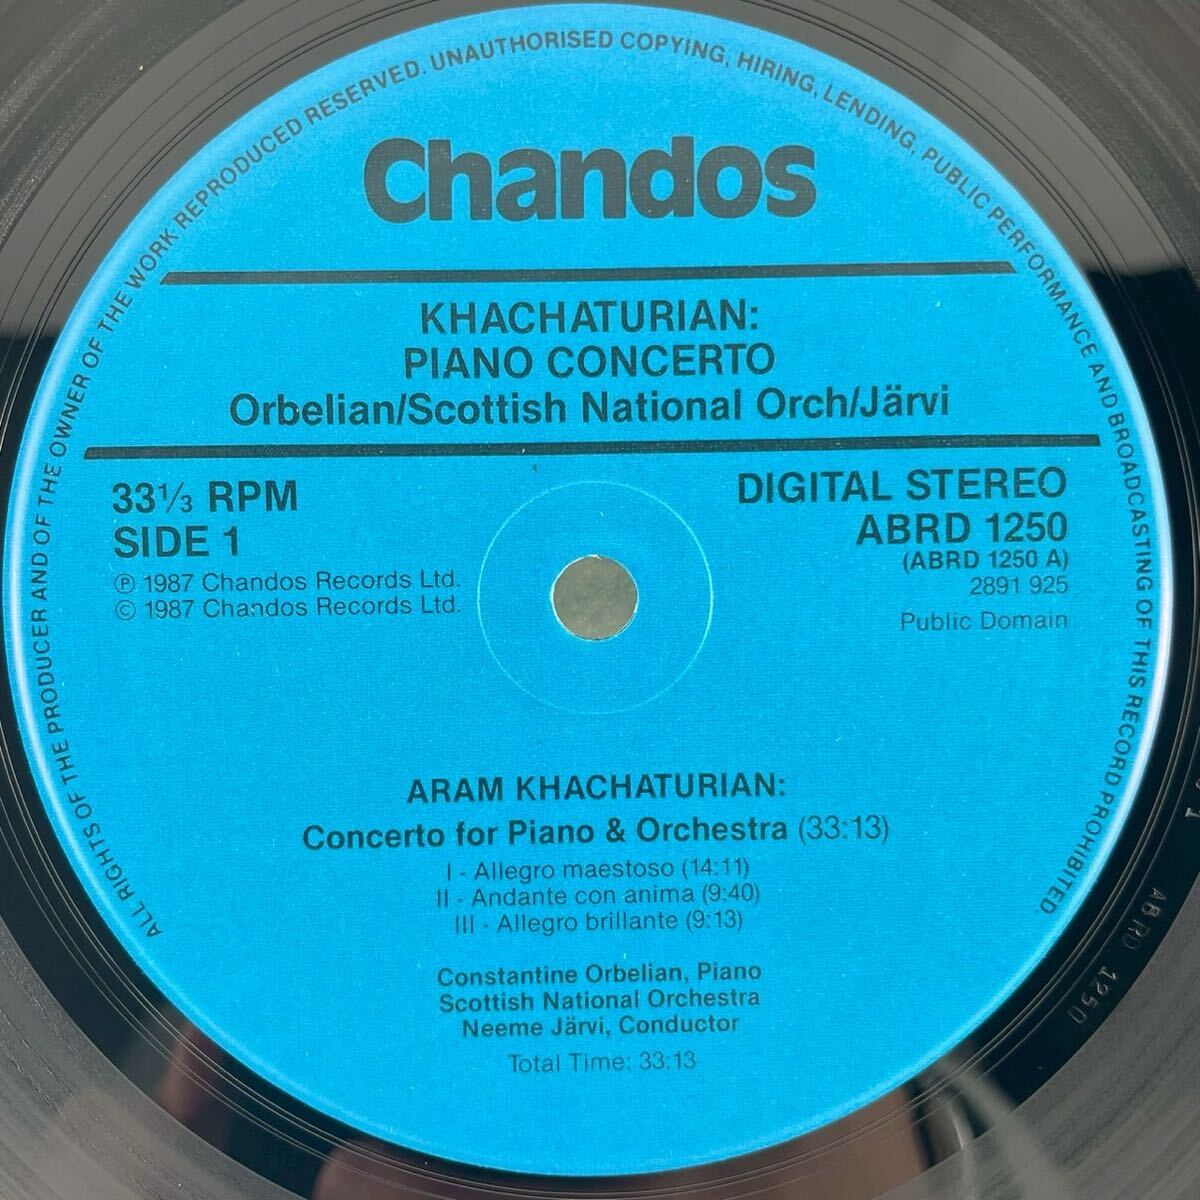 ALL RIGHTS OF THE PRODUCER AND OF THE OWNER OF THE WORK REPRODUCED RESERVED. UNAUTHORISED COPYING, HIRING, LENDING, PUBLIC PERFORMANCE AND BROADCASTING OF THIS RECORD PROHIBITED.
Chandos
KHACHATURIAN:
PIANO CONCERTO
Orbelian/Scottish National Orch/Järvi
33⅓ RPM
SIDE 1
℗ 1987 Chandos Records Ltd.
© 1987 Chandos Records Ltd.
DIGITAL STEREO
ABRD 1250
(ABRD 1250 A)
2891 925
Public Domain
ARAM KHACHATURIAN:
Concerto for Piano & Orchestra (33:13)
I - Allegro maestoso (14:11)
II - Andante con anima (9:40)
III - Allegro brillante (9:13)
Constantine Orbelian, Piano
Scottish National Orchestra
Neeme Järvi, Conductor
Total Time: 33:13
ABRD 1250